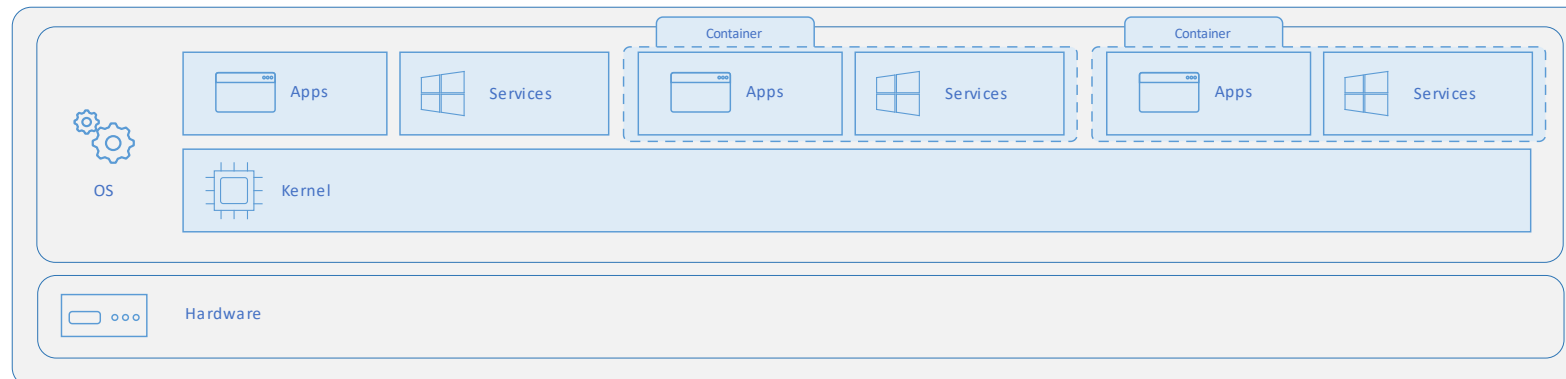 Container
Container
Apps
Services
Apps
Services
Apps
Services
OS
Kernel
Hardware